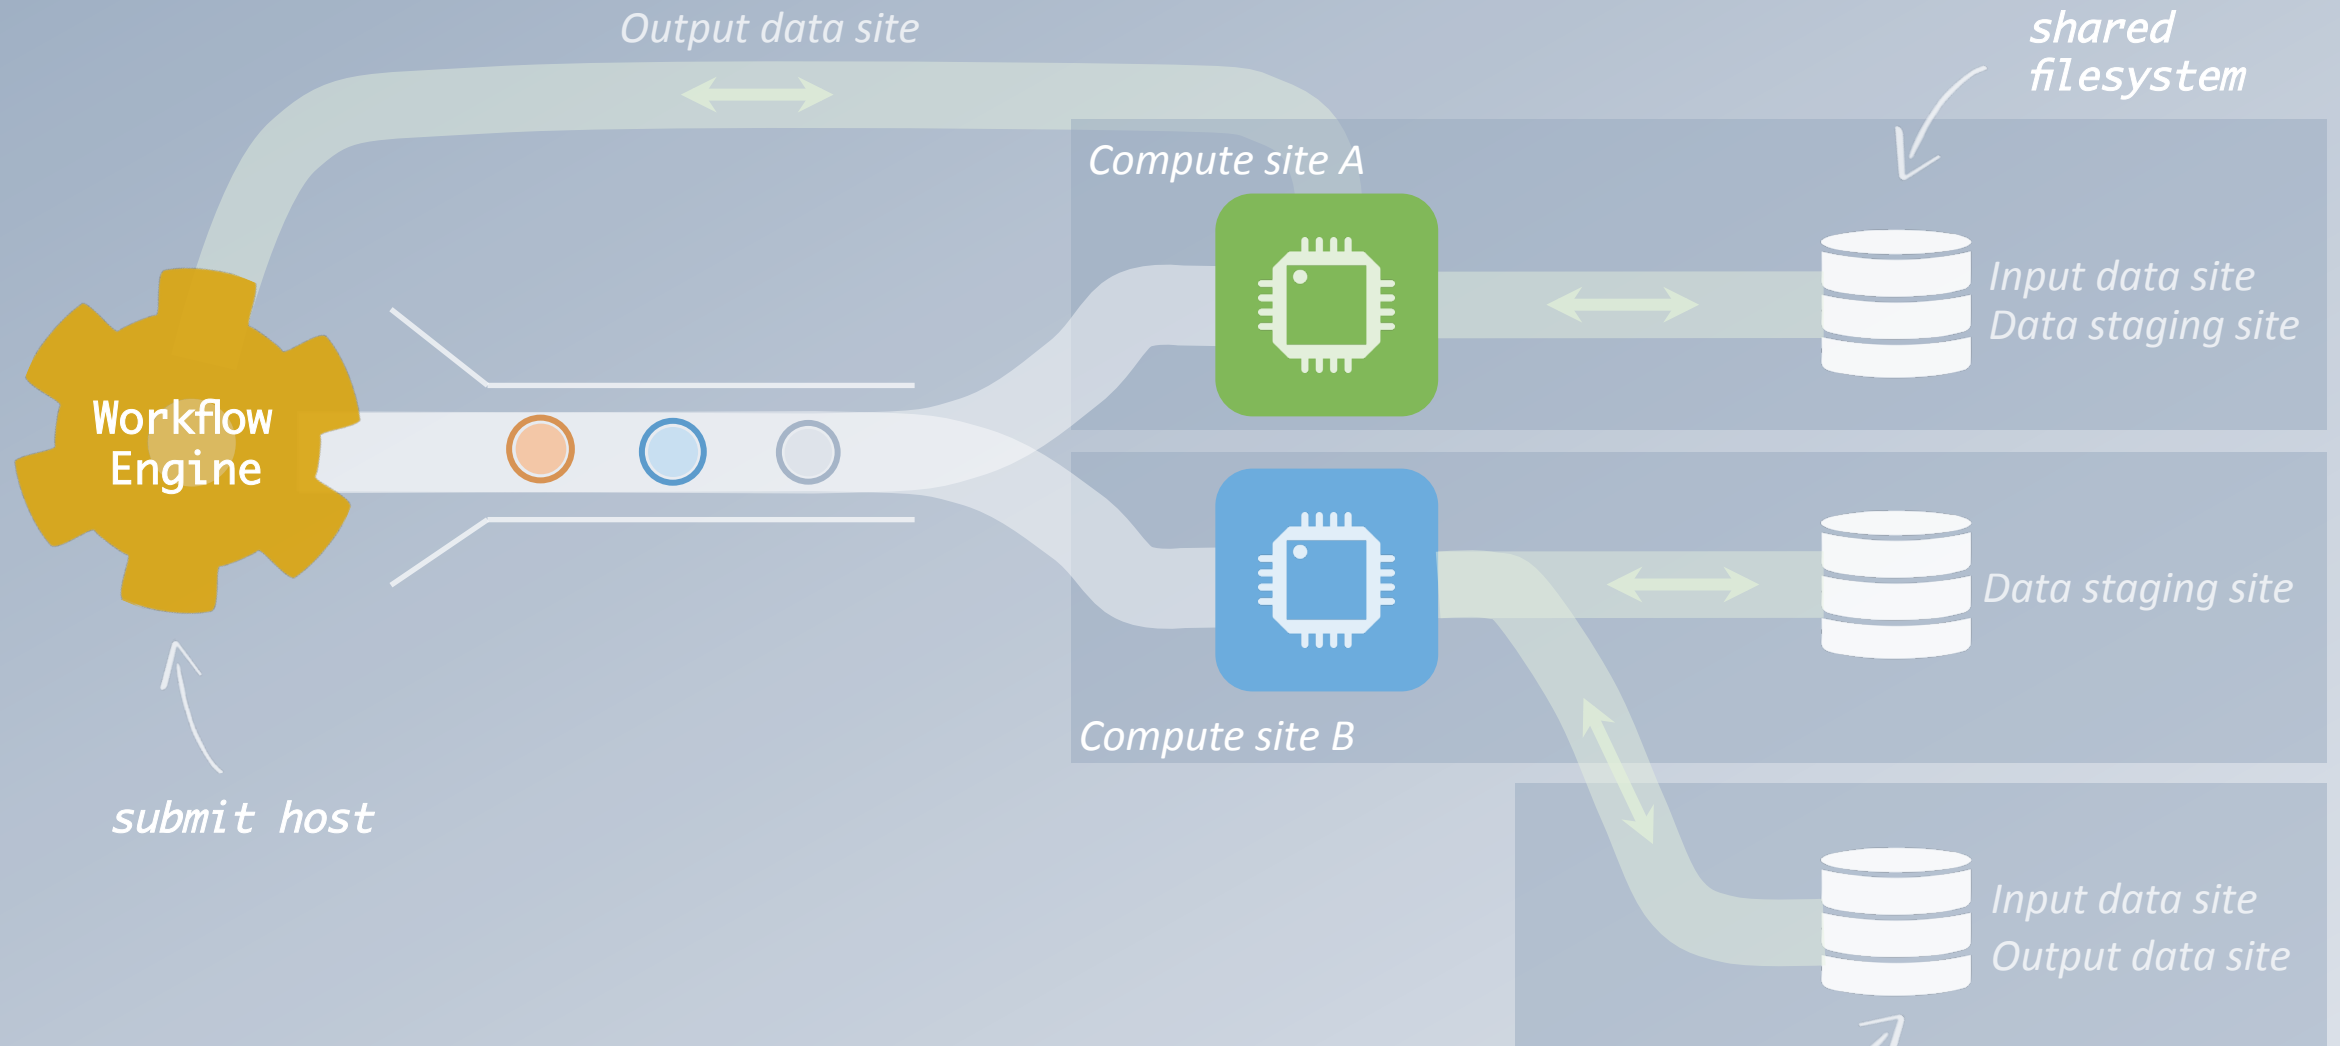 Output data site
shared
filesystem
Compute site A
Input data site
Data staging site
Workflow
Engine
Data staging site
Compute site B
submit host
Input data site
Output data site